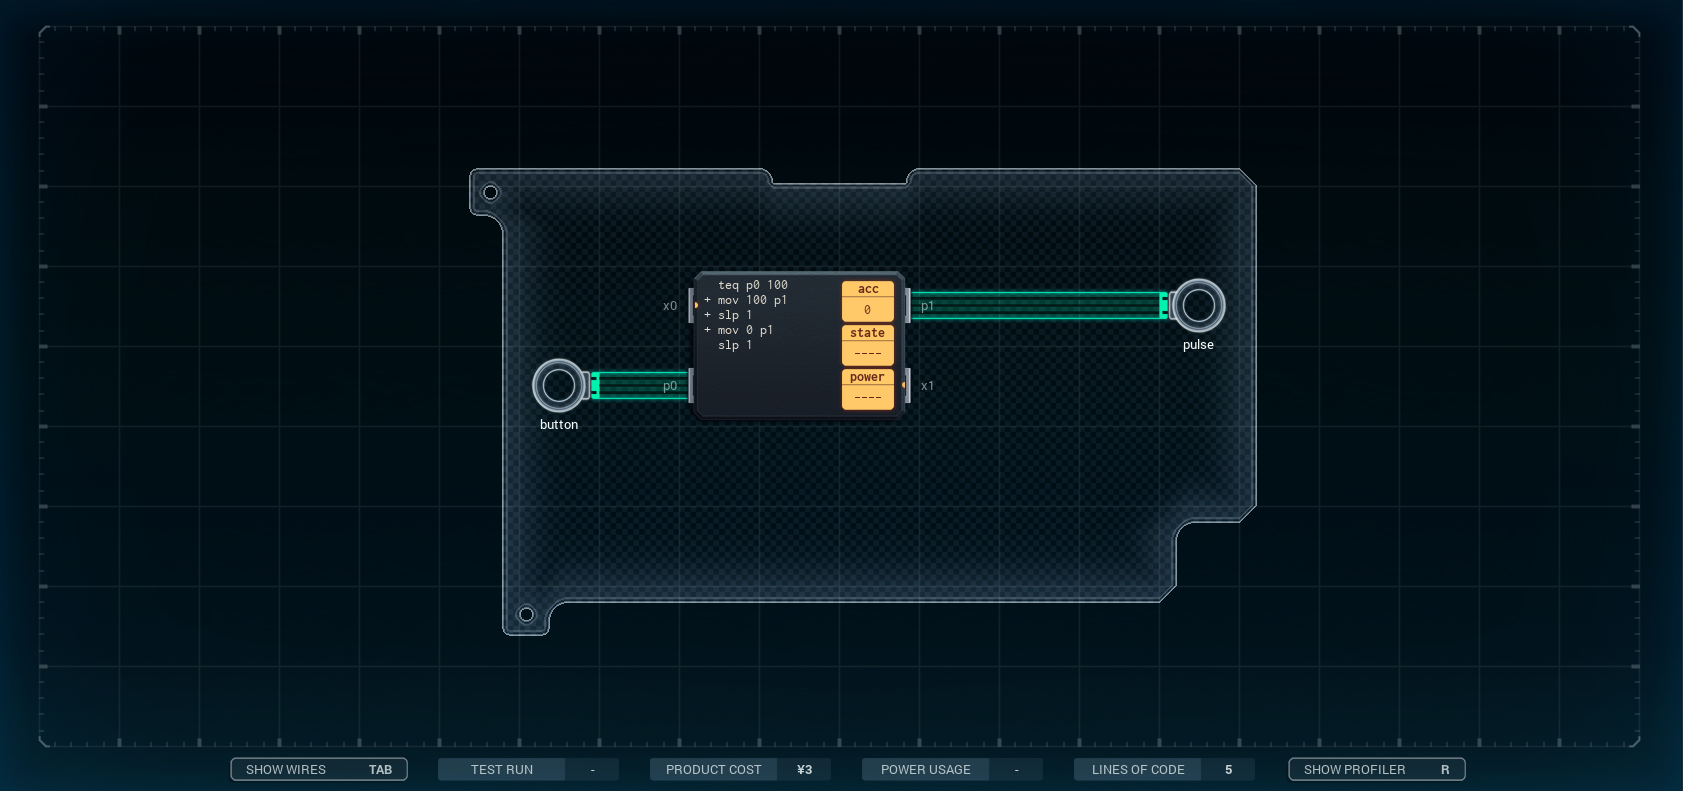 teq p0 100
+ mov 100 p1
+ slp 1
+ mov 0 p1
slp 1
acc
0
state
----
power
----
x0
p1
p0
x1
button
pulse
SHOW WIRES TAB
TEST RUN -
PRODUCT COST ¥3
POWER USAGE -
LINES OF CODE 5
SHOW PROFILER R